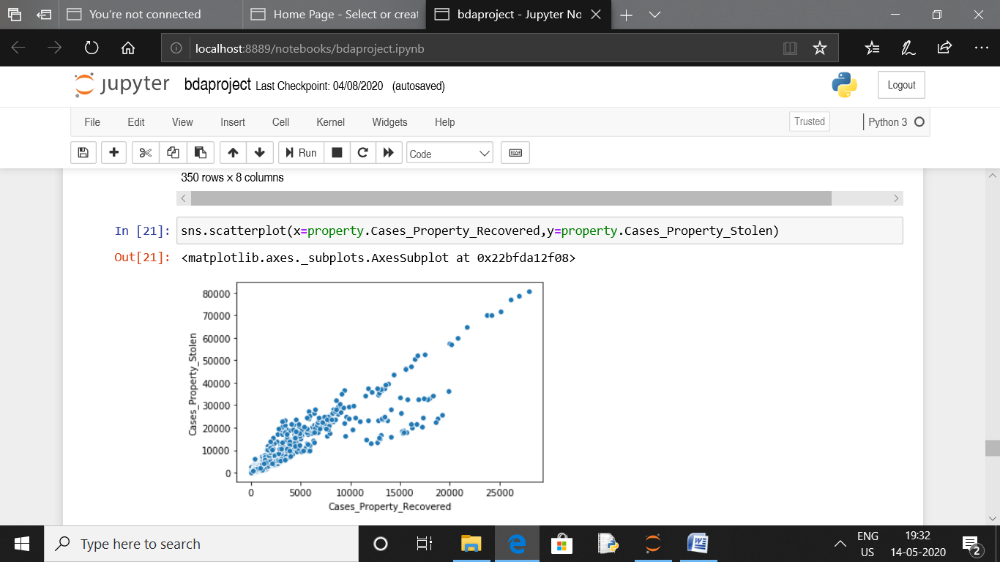 You're not connected
Home Page - Select or creat
bdaproject - Jupyter No
localhost:8889/notebooks/bdaproject.ipynb
jupyter bdaproject Last Checkpoint: 04/08/2020 (autosaved)
Logout
File Edit View Insert Cell Kernel Widgets Help
Trusted
Python 3
Run
Code
350 rows × 8 columns
In [21]: sns.scatterplot(x=property.Cases_Property_Recovered,y=property.Cases_Property_Stolen)
Out[21]: <matplotlib.axes._subplots.AxesSubplot at 0x22bfda12f08>
Cases_Property_Stolen
80000
70000
60000
50000
40000
30000
20000
10000
0
0 5000 10000 15000 20000 25000
Cases_Property_Recovered
Type here to search
ENG
US
19:32
14-05-2020
2